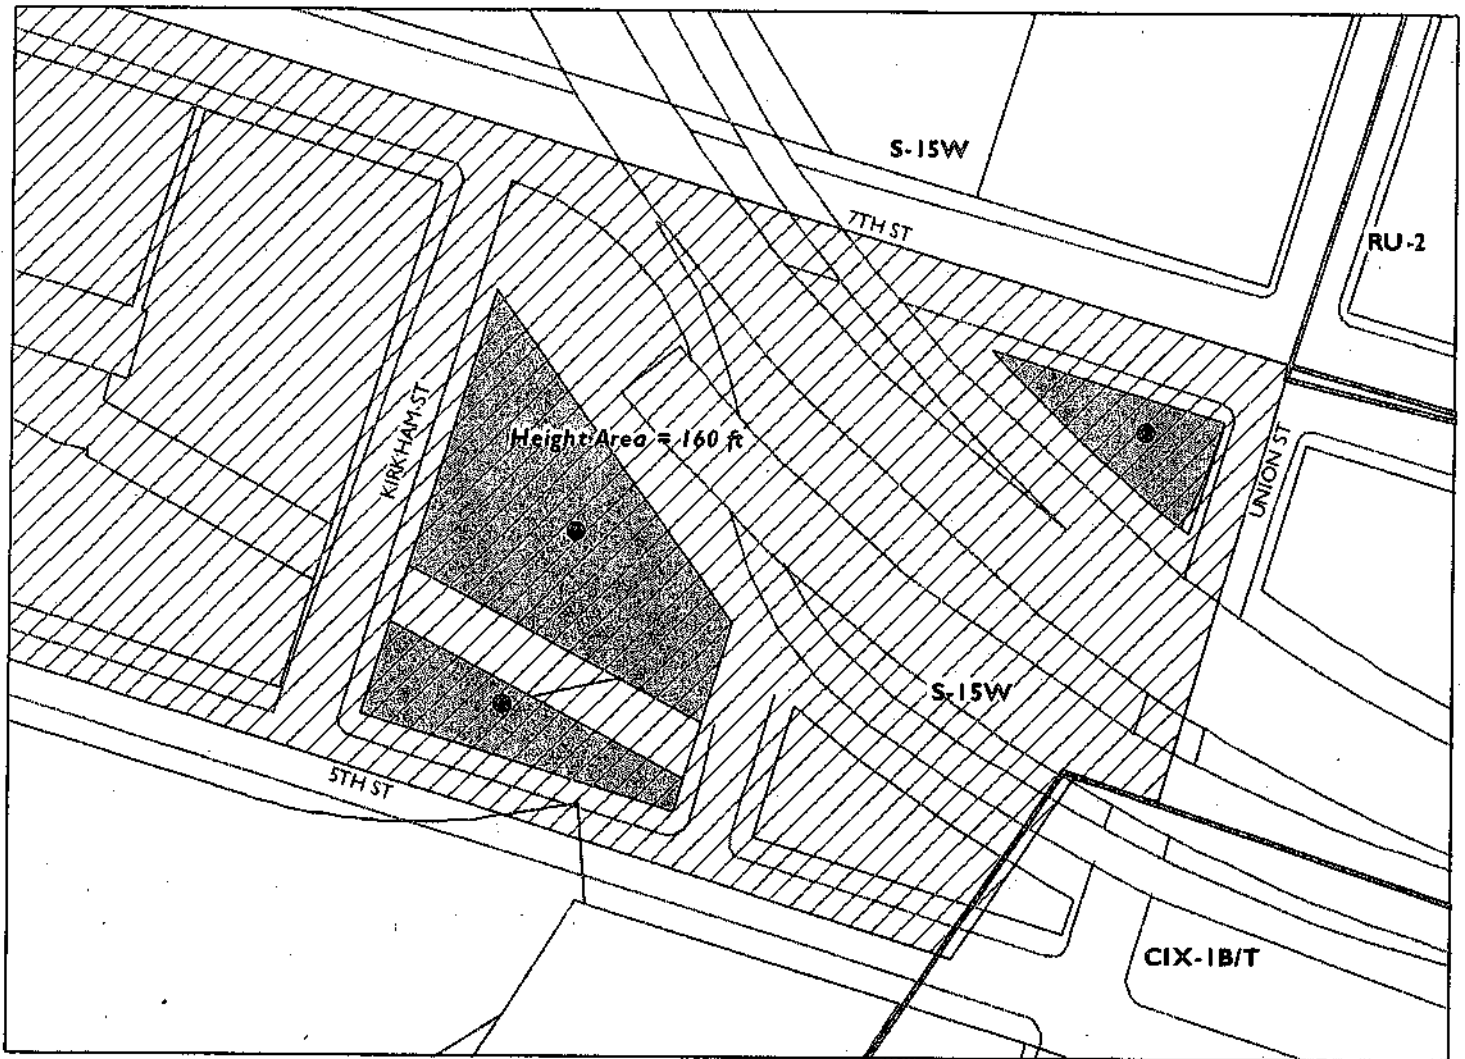 S-15W
7TH ST
RU-2
KIRKHAM ST
Height Area = 160 ft
UNION ST
S-15W
5TH ST
CIX-1B/T